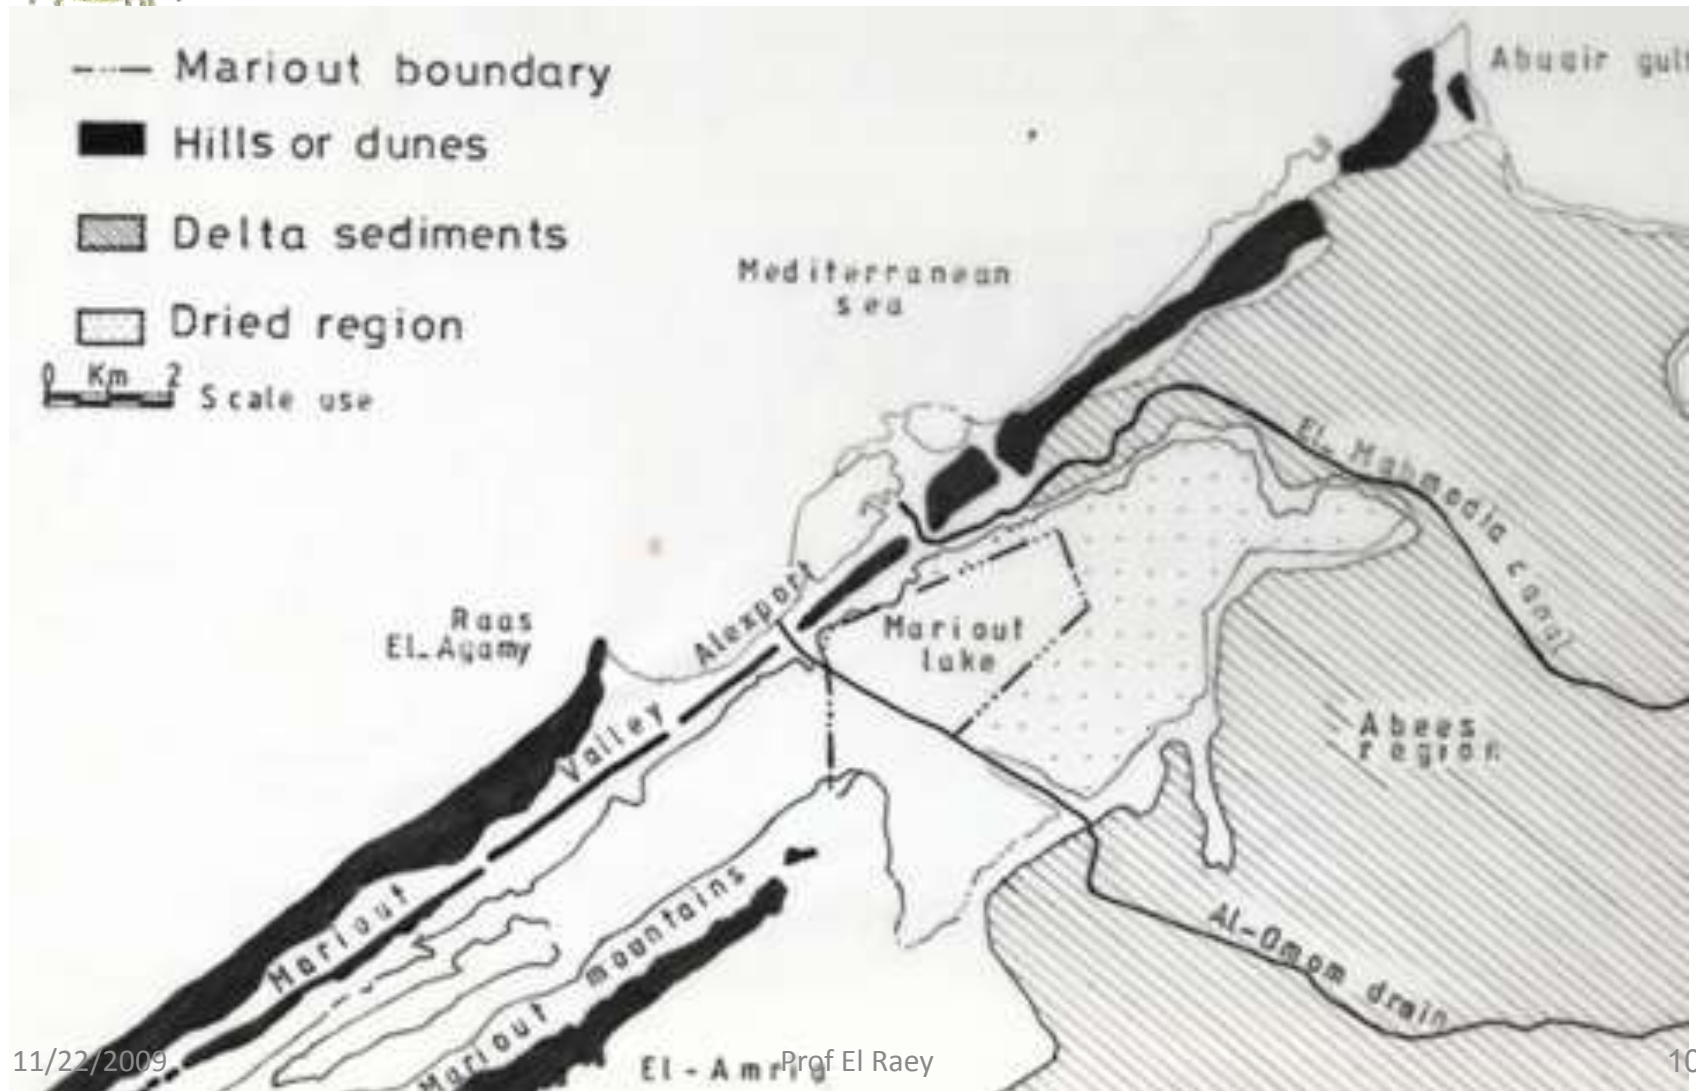 Mariout boundary
Hills or dunes
Delta sediments
Dried region
0 Km 2
Scale use
Abuqir gulf
Mediterranean
sea
EL-Mahmodia canal
Raas
EL-Agamy
Alexport
Mariout
lake
Abees
region
Mariout Valley
Mariout mountains
Al-Omom drain
El-Amria
11/22/2009
Prof El Raey
10